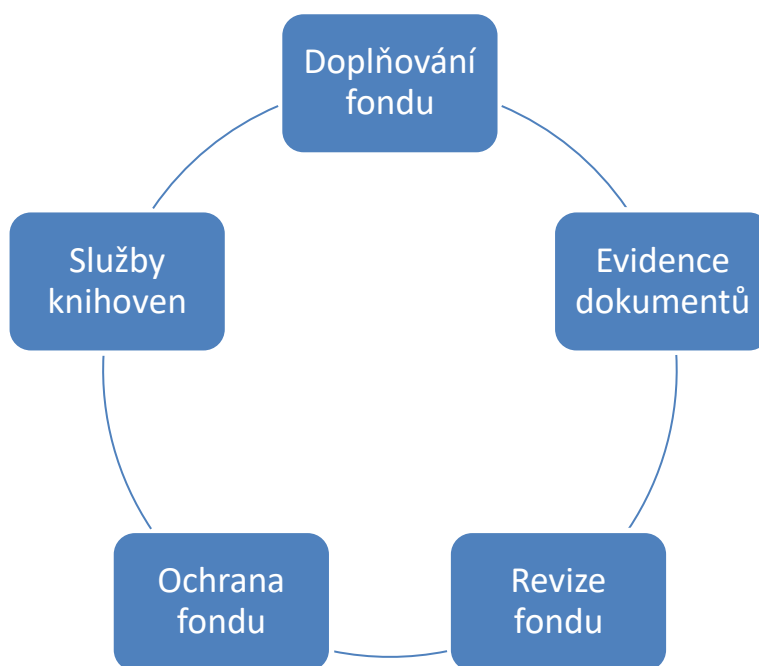 Doplňování
fondu
Evidence
dokumentů
Revize
fondu
Ochrana
fondu
Služby
knihoven